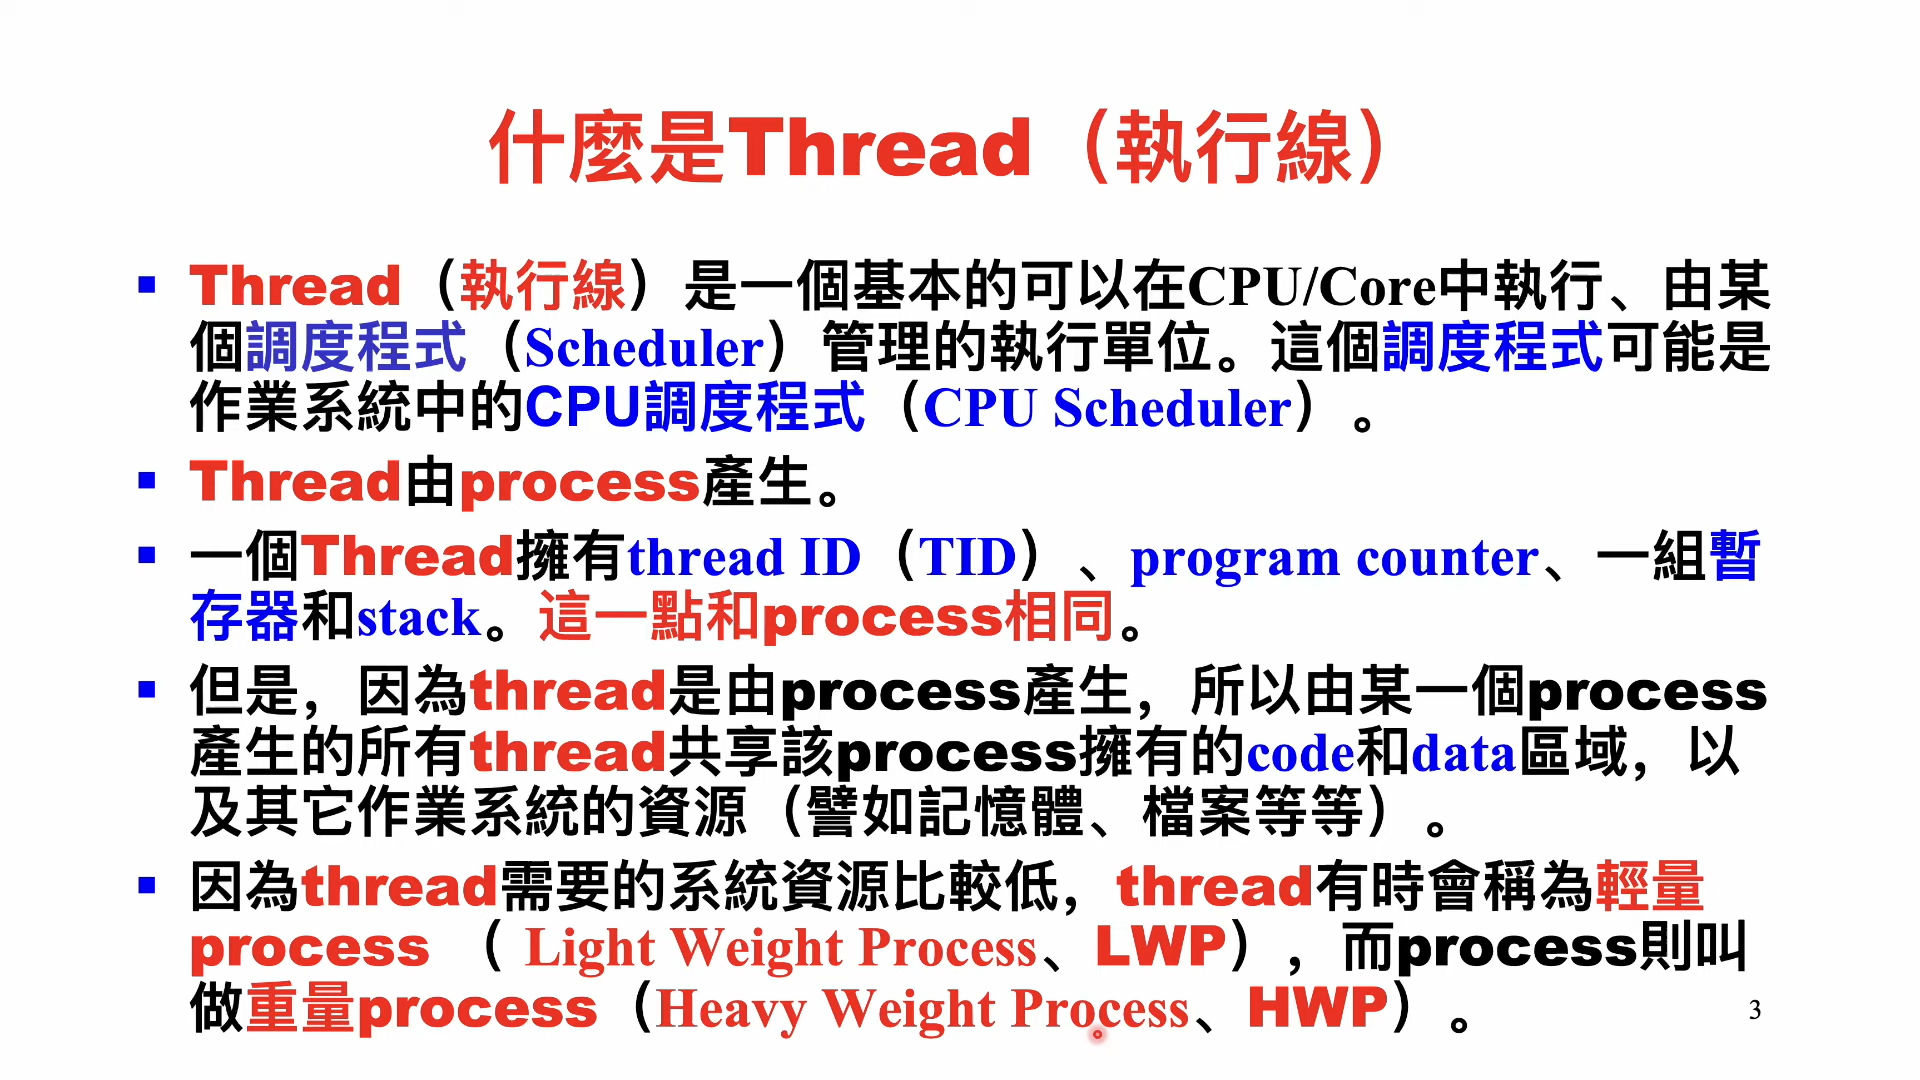 什麼是Thread（執行線）
▪ Thread（執行線）是一個基本的可以在CPU/Core中執行、由某
個調度程式（Scheduler）管理的執行單位。這個調度程式可能是
作業系統中的CPU調度程式（CPU Scheduler）。
▪ Thread由process產生。
▪ 一個Thread擁有thread ID（TID）、program counter、一組暫
存器和stack。這一點和process相同。
▪ 但是，因為thread是由process產生，所以由某一個process
產生的所有thread共享該process擁有的code和data區域，以
及其它作業系統的資源（譬如記憶體、檔案等等）。
▪ 因為thread需要的系統資源比較低，thread有時會稱為輕量
process （ Light Weight Process、LWP），而process則叫
做重量process（Heavy Weight Process、HWP）。
3